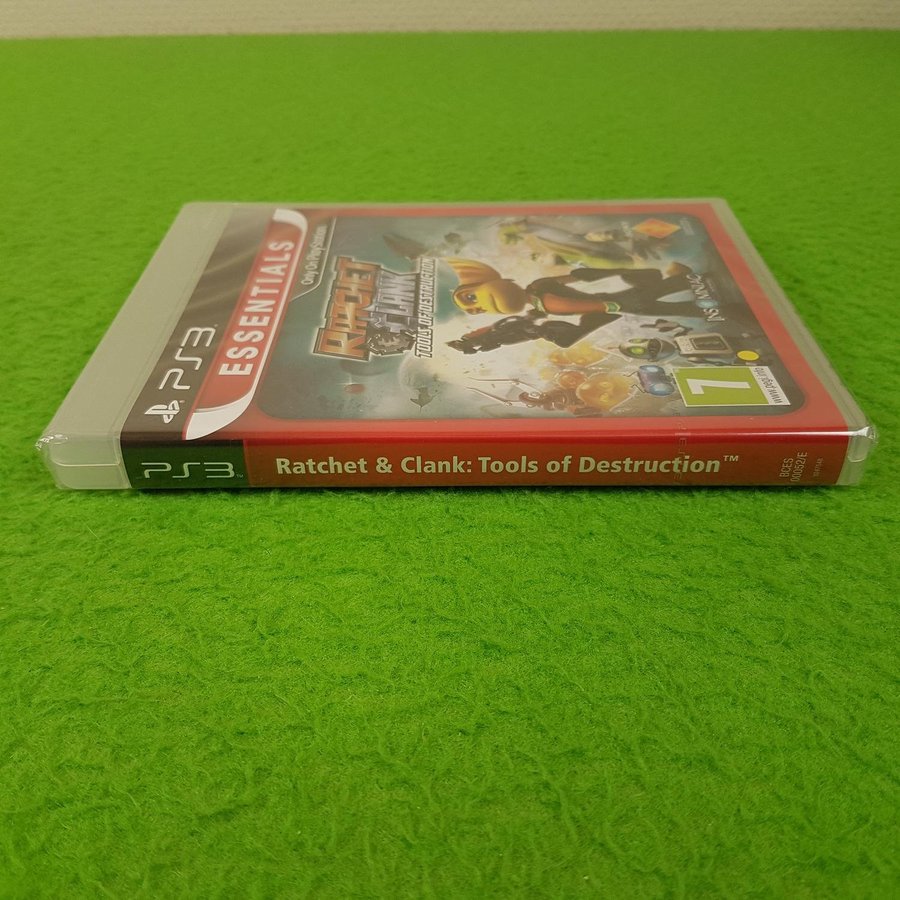 PS3
ESSENTIALS
Only On PlayStation
RATCHET
& CLANK
TOOLS OF DESTRUCTION
INSOMNIAC
7
www.pegi.info
PS3 Ratchet & Clank: Tools of Destruction™
BCES
00052/E